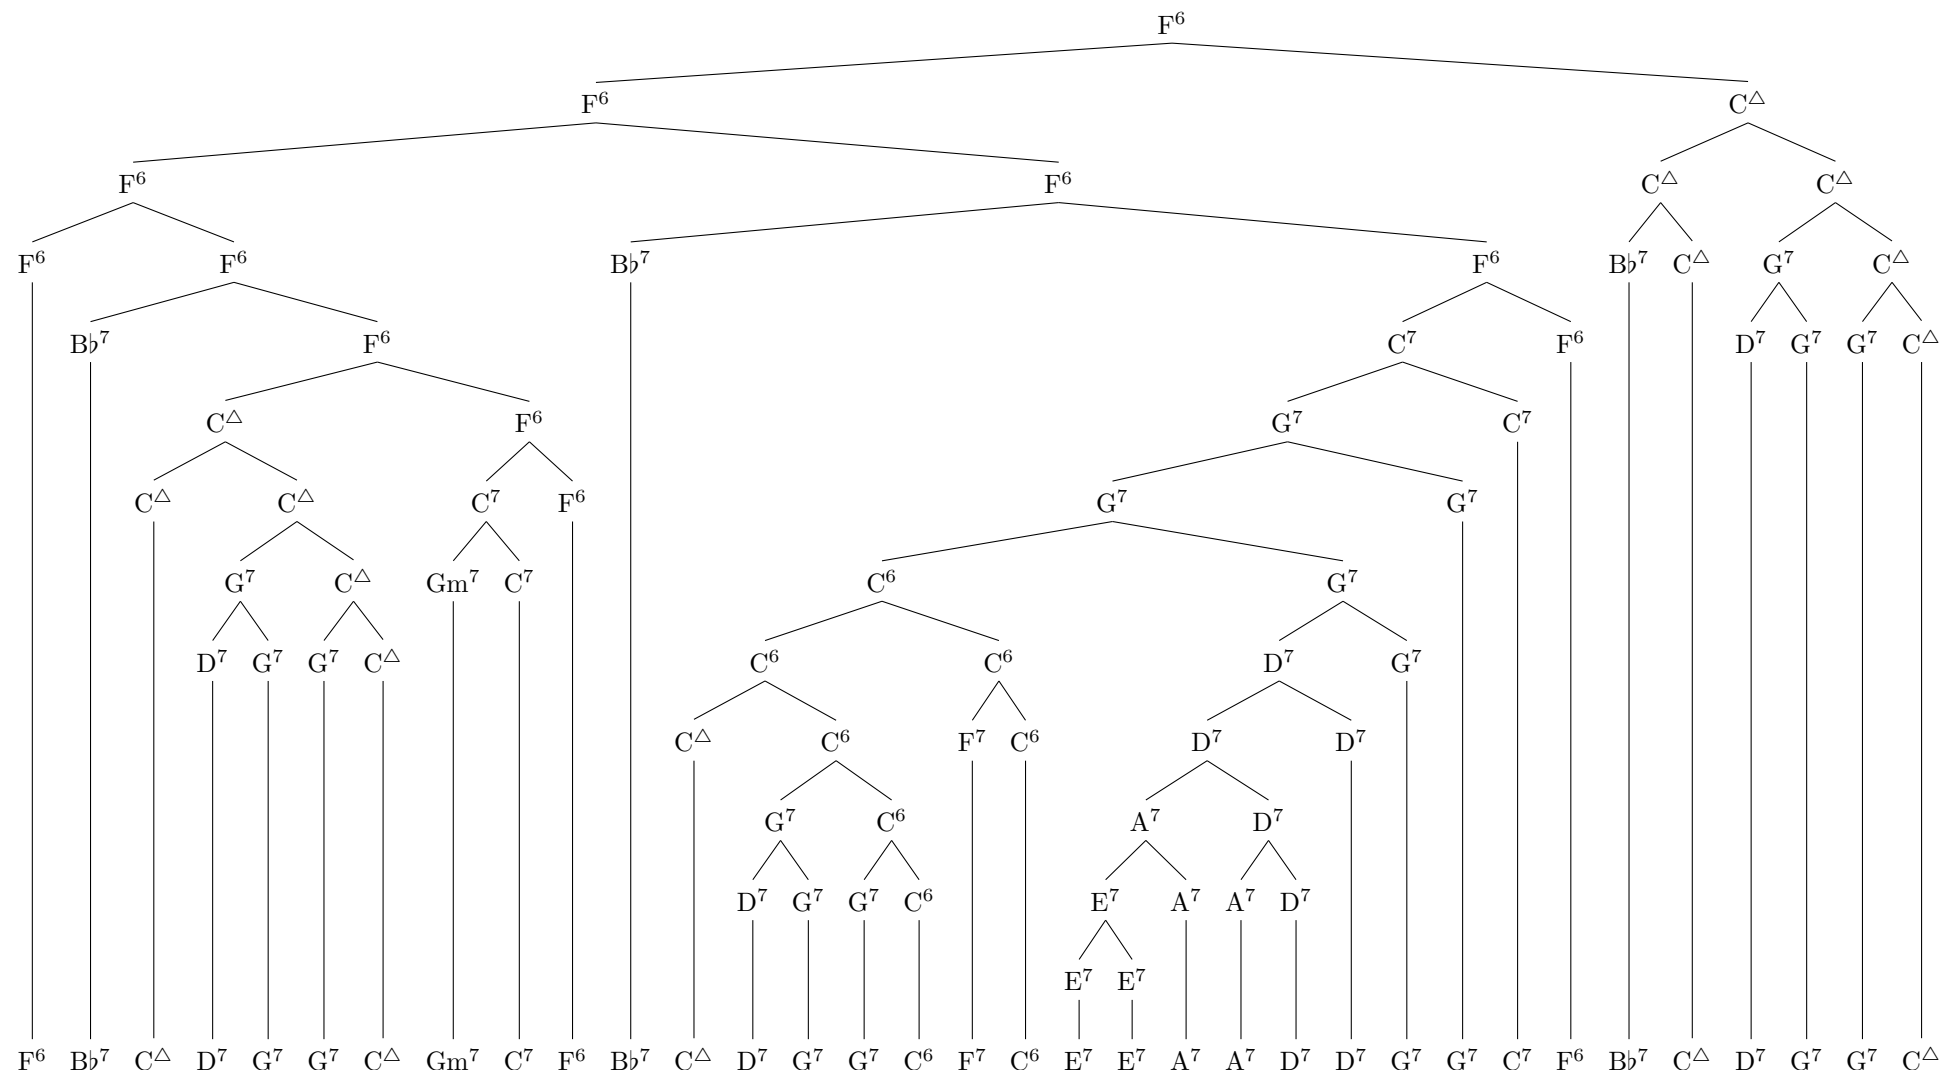 F⁶
F⁶ C△
F⁶ F⁶ C△ C△
F⁶ F⁶ B♭⁷ F⁶ B♭⁷ C△ G⁷ C△
B♭⁷ F⁶ C⁷ F⁶ D⁷ G⁷ G⁷ C△
C△ F⁶ G⁷ C⁷
C△ C△ C⁷ F⁶ G⁷ G⁷
G⁷ C△ Gm⁷ C⁷ C⁶ G⁷
D⁷ G⁷ G⁷ C△ C⁶ C⁶ D⁷ G⁷
C△ C⁶ F⁷ C⁶ D⁷ D⁷
G⁷ C⁶ A⁷ D⁷
D⁷ G⁷ G⁷ C⁶ E⁷ A⁷ A⁷ D⁷
E⁷ E⁷
F⁶ B♭⁷ C△ D⁷ G⁷ G⁷ C△ Gm⁷ C⁷ F⁶ B♭⁷ C△ D⁷ G⁷ G⁷ C⁶ F⁷ C⁶ E⁷ E⁷ A⁷ A⁷ D⁷ D⁷ G⁷ G⁷ C⁷ F⁶ B♭⁷ C△ D⁷ G⁷ G⁷ C△